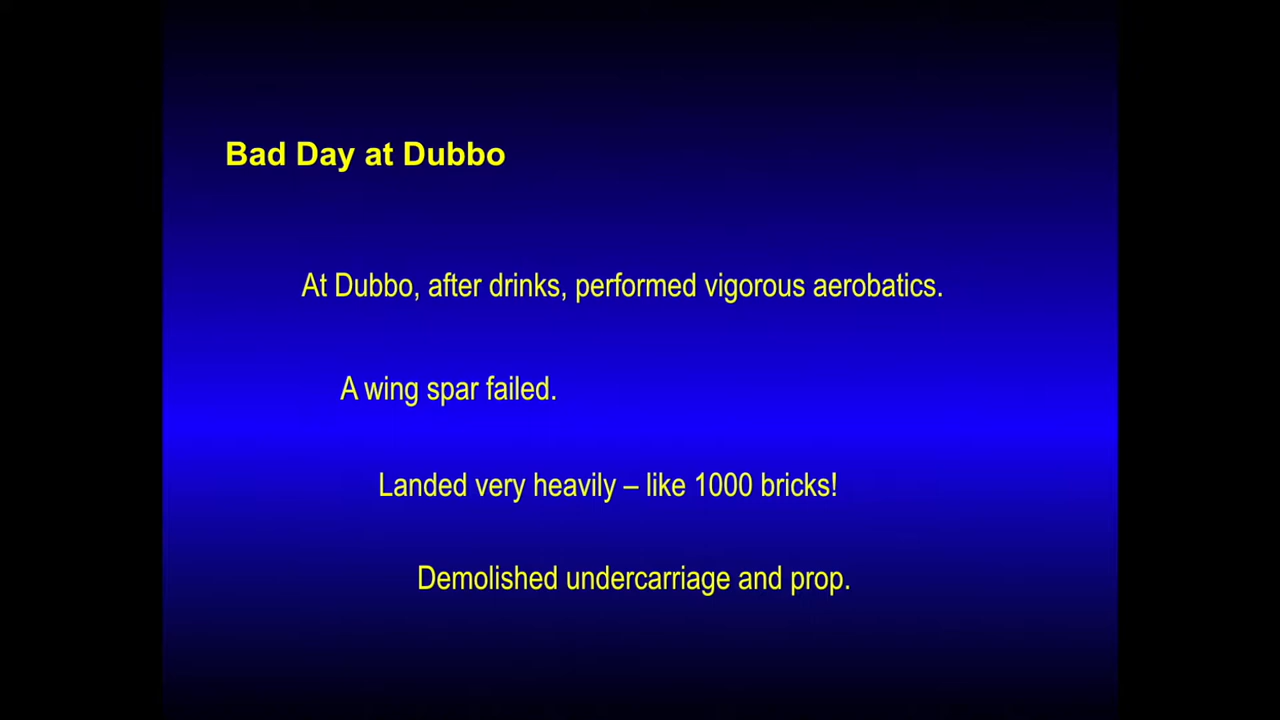 Bad Day at Dubbo
At Dubbo, after drinks, performed vigorous aerobatics.
A wing spar failed.
Landed very heavily – like 1000 bricks!
Demolished undercarriage and prop.